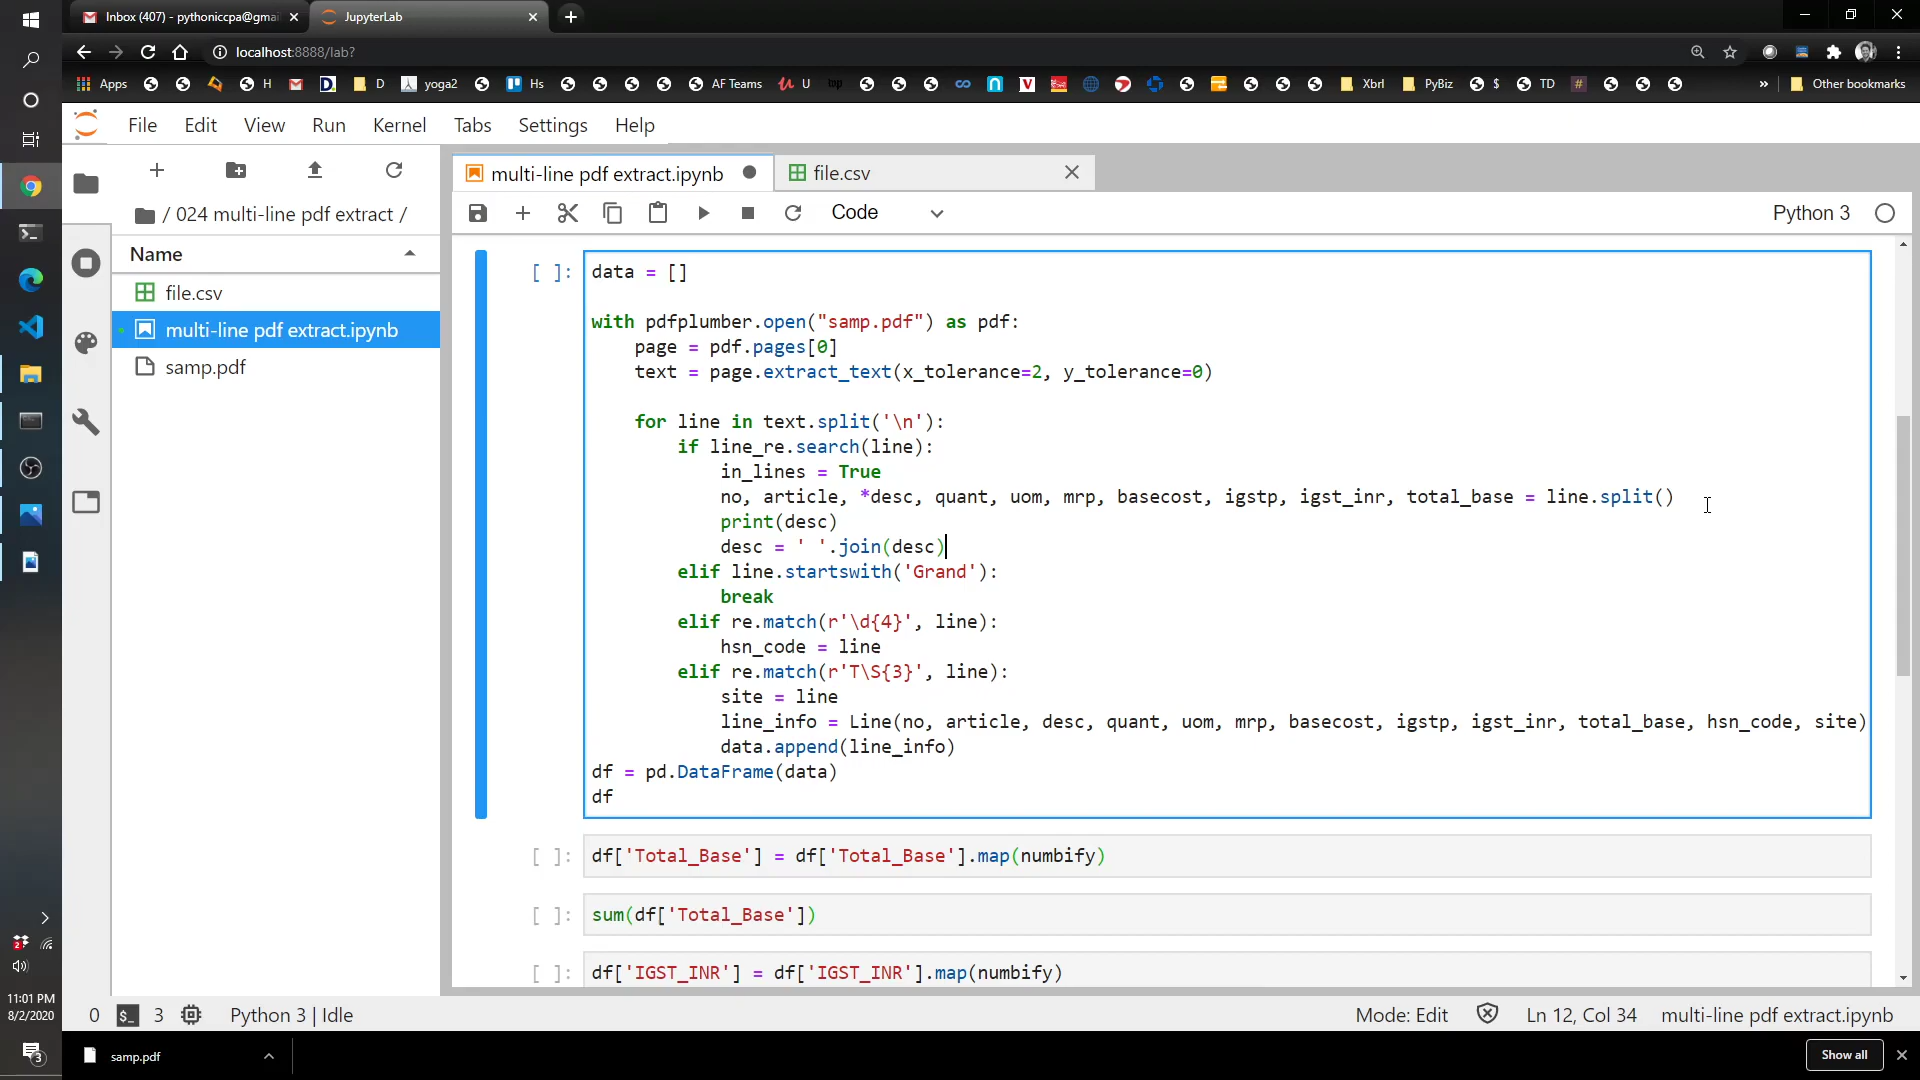 Inbox (407) - pythoniccpa@gmai
JupyterLab
localhost:8888/lab?
Apps
H
D
yoga2
Hs
AF Teams
U
bp
Xbrl
PyBiz
$
TD
#
»
Other bookmarks
File Edit View Run Kernel Tabs Settings Help
multi-line pdf extract.ipynb
file.csv
/ 024 multi-line pdf extract /
Code
Python 3
Name
file.csv
multi-line pdf extract.ipynb
samp.pdf
[ ]:
data = []
with pdfplumber.open("samp.pdf") as pdf:
    page = pdf.pages[0]
    text = page.extract_text(x_tolerance=2, y_tolerance=0)
    for line in text.split('\n'):
        if line_re.search(line):
            in_lines = True
            no, article, *desc, quant, uom, mrp, basecost, igstp, igst_inr, total_base = line.split()
            print(desc)
            desc = ' '.join(desc)
        elif line.startswith('Grand'):
            break
        elif re.match(r'\d{4}', line):
            hsn_code = line
        elif re.match(r'T\S{3}', line):
            site = line
            line_info = Line(no, article, desc, quant, uom, mrp, basecost, igstp, igst_inr, total_base, hsn_code, site)
            data.append(line_info)
df = pd.DataFrame(data)
df
[ ]: df['Total_Base'] = df['Total_Base'].map(numbify)
[ ]: sum(df['Total_Base'])
[ ]: df['IGST_INR'] = df['IGST_INR'].map(numbify)
11:01 PM
8/2/2020
3
2
0 $_ 3 Python 3 | Idle
Mode: Edit
Ln 12, Col 34
multi-line pdf extract.ipynb
samp.pdf
Show all